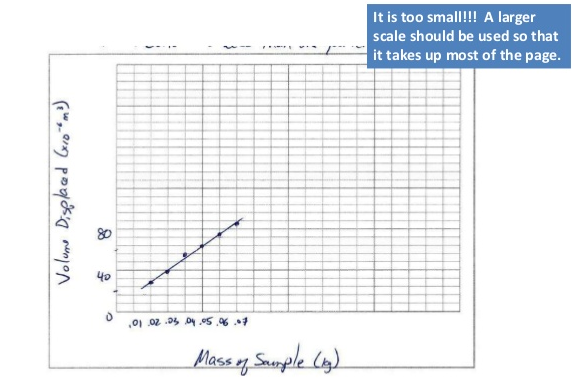 It is too small!!! A larger
scale should be used so that
it takes up most of the page.
Volume Displaced (x10⁻⁶ m³)
80
40
0
.01 .02 .03 .04 .05 .06 .07
Mass of Sample (kg)